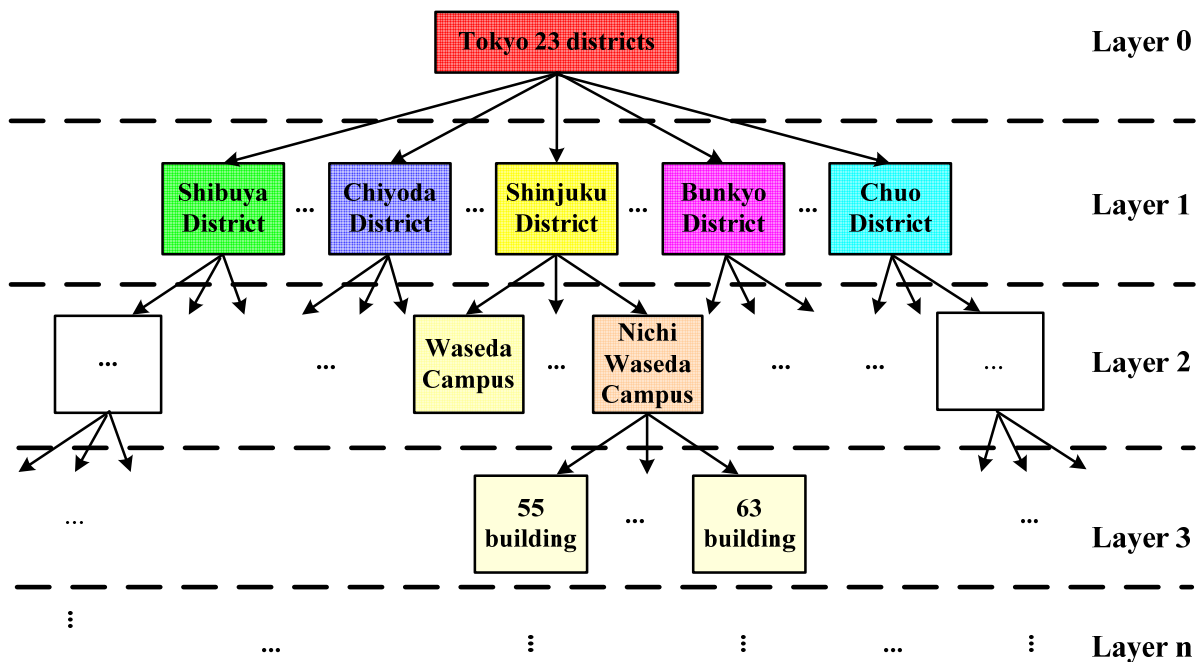 Tokyo 23 districts
Layer 0
Shibuya
District
...
Chiyoda
District
...
Shinjuku
District
...
Bunkyo
District
...
Chuo
District
Layer 1
...
...
Waseda
Campus
...
Nichi
Waseda
Campus
...
...
...
Layer 2
...
55
building
...
63
building
...
Layer 3
...
...
...
...
...
...
Layer n